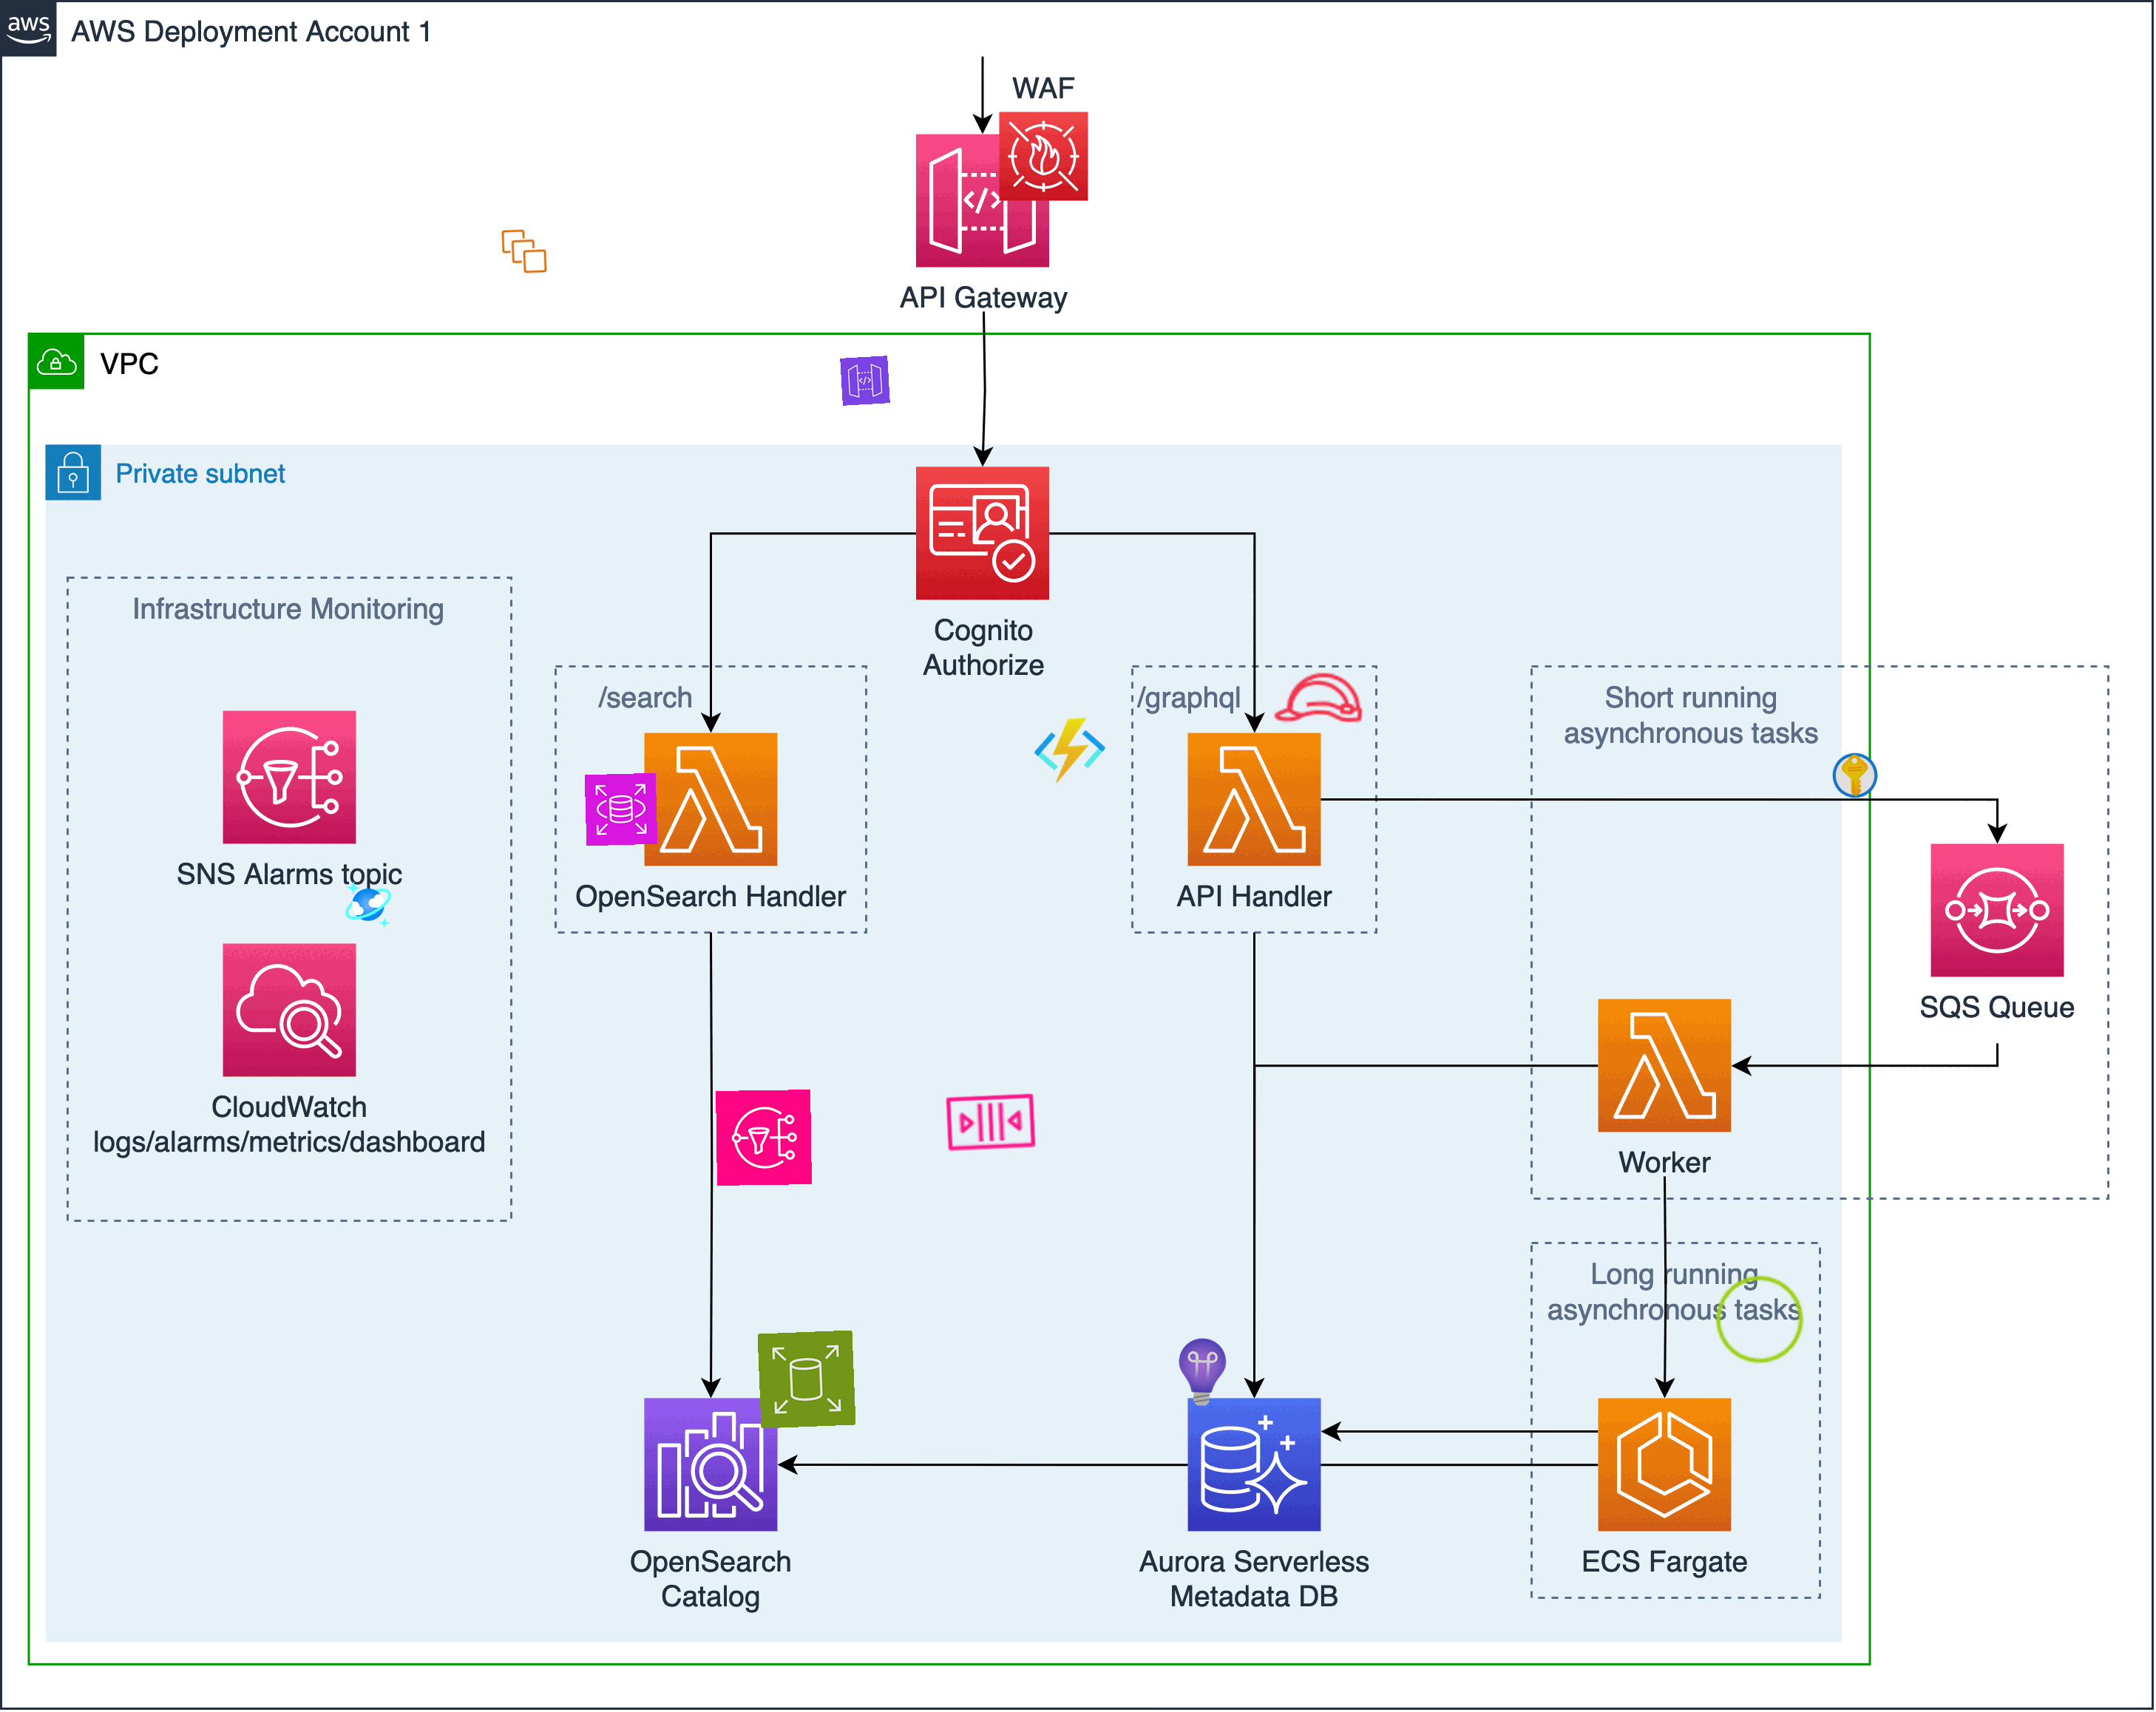 aws
AWS Deployment Account 1
WAF
API Gateway
VPC
Private subnet
Cognito
Authorize
Infrastructure Monitoring
SNS Alarms topic
CloudWatch
logs/alarms/metrics/dashboard
/search
OpenSearch Handler
/graphql
API Handler
Short running
asynchronous tasks
SQS Queue
Worker
Long running
asynchronous tasks
OpenSearch
Catalog
Aurora Serverless
Metadata DB
ECS Fargate